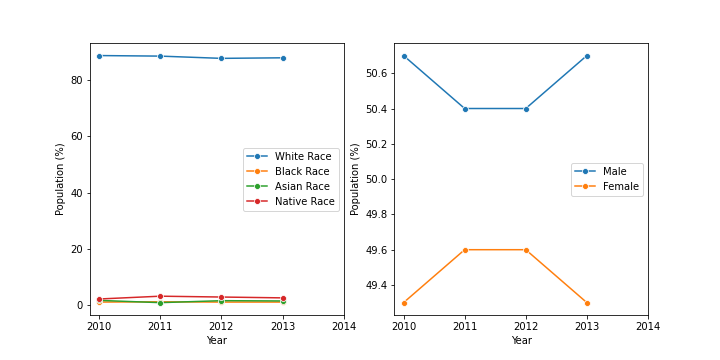 80
60
40
20
0
Population (%)
2010 2011 2012 2013 2014
Year
White Race
Black Race
Asian Race
Native Race
50.6
50.4
50.2
50.0
49.8
49.6
49.4
Population (%)
2010 2011 2012 2013 2014
Year
Male
Female